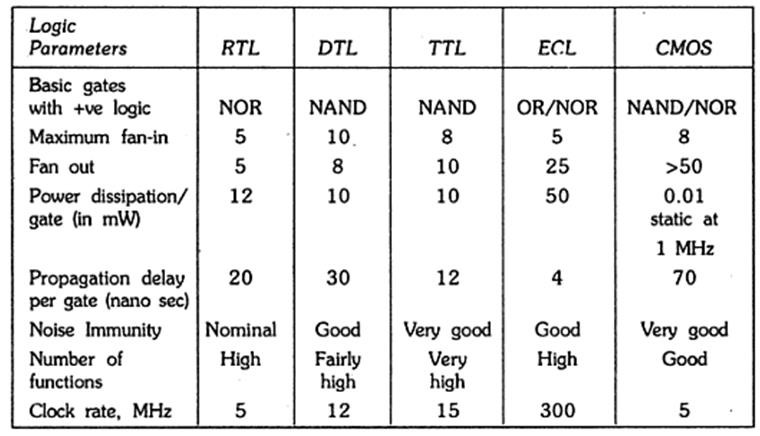 Logic
Parameters RTL DTL TTL ECL CMOS
Basic gates
with +ve logic NOR NAND NAND OR/NOR NAND/NOR
Maximum fan-in 5 10 8 5 8
Fan out 5 8 10 25 >50
Power dissipation/ 12 10 10 50 0.01
gate (in mW) static at
1 MHz
Propagation delay 20 30 12 4 70
per gate (nano sec)
Noise Immunity Nominal Good Very good Good Very good
Number of High Fairly Very High Good
functions high high
Clock rate, MHz 5 12 15 300 5